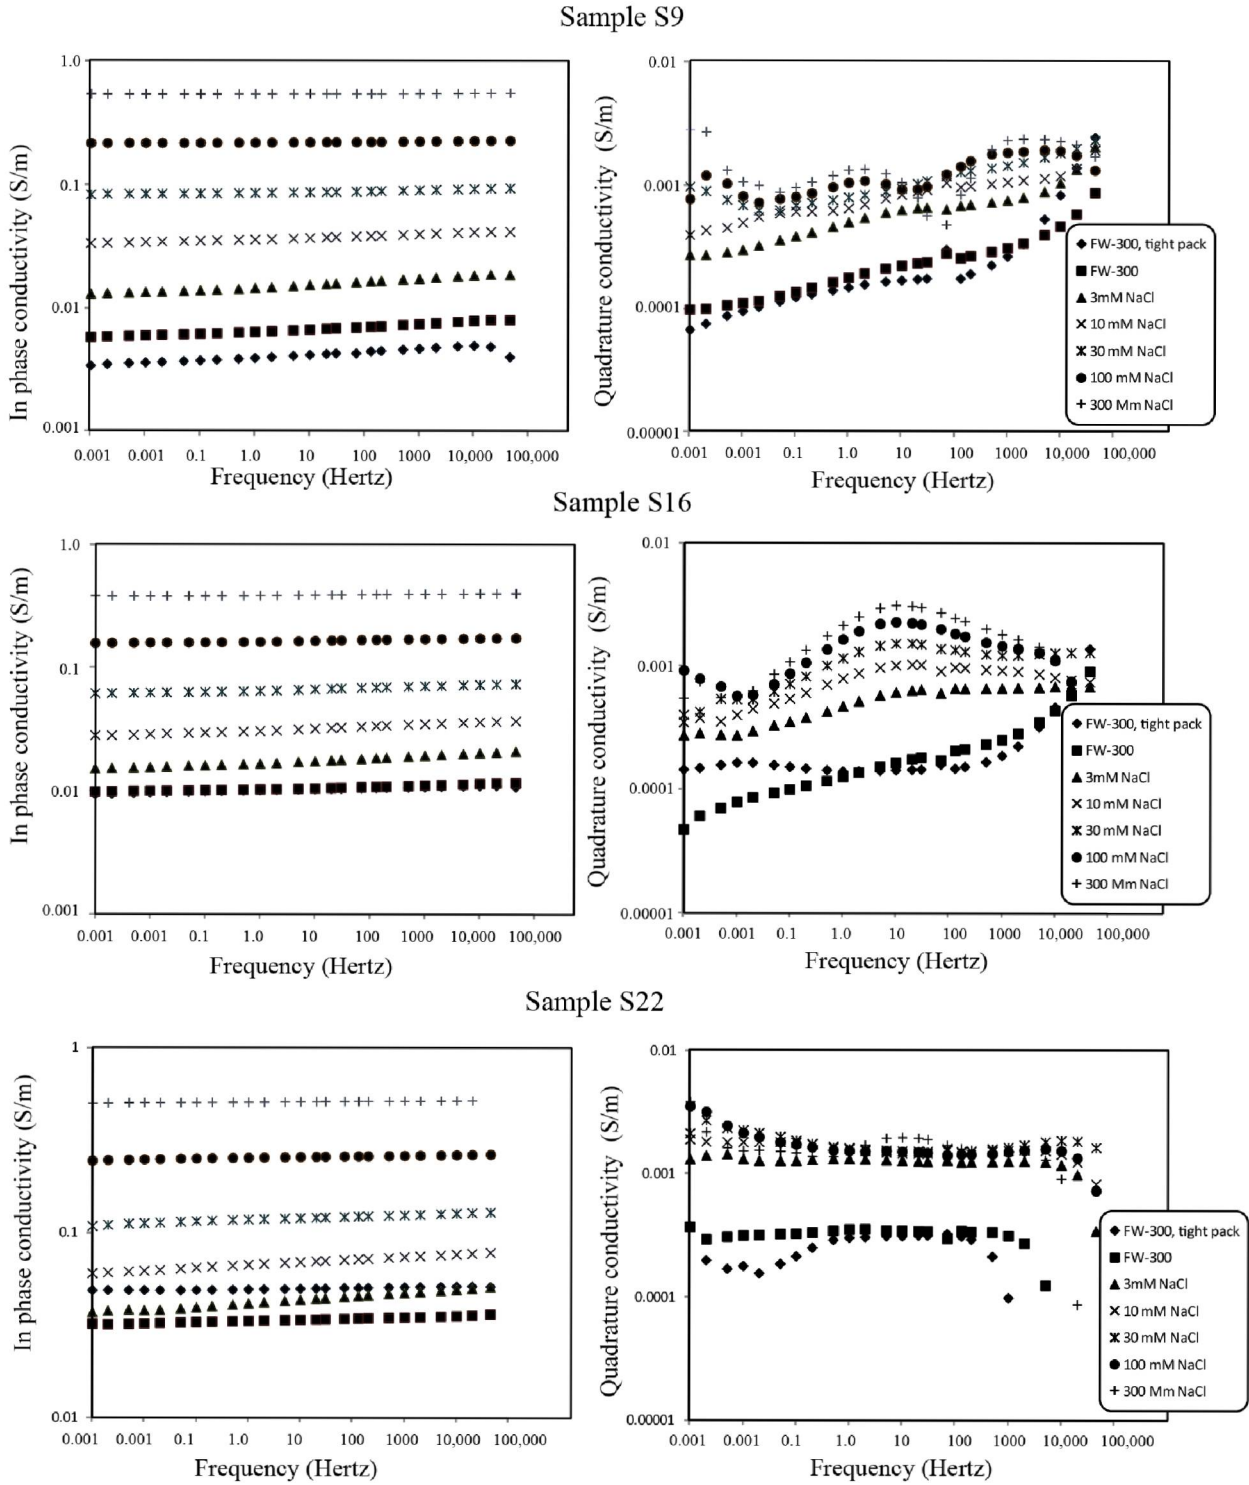 Sample S9
In phase conductivity (S/m)
1.0
0.1
0.01
0.001
0.001 0.001 0.1 1.0 10 100 1000 10,000 100,000
Frequency (Hertz)
Quadrature conductivity (S/m)
0.01
0.001
0.0001
0.00001
0.001 0.001 0.1 1.0 10 100 1000 10,000 100,000
Frequency (Hertz)
FW-300, tight pack
FW-300
3mM NaCl
10 mM NaCl
30 mM NaCl
100 mM NaCl
300 Mm NaCl
Sample S16
In phase conductivity (S/m)
1.0
0.1
0.01
0.001
0.001 0.001 0.1 1.0 10 100 1000 10,000 100,000
Frequency (Hertz)
Quadrature conductivity (S/m)
0.01
0.001
0.0001
0.00001
0.001 0.001 0.1 1.0 10 100 1000 10,000 100,000
Frequency (Hertz)
FW-300, tight pack
FW-300
3mM NaCl
10 mM NaCl
30 mM NaCl
100 mM NaCl
300 Mm NaCl
Sample S22
In phase conductivity (S/m)
1
0.1
0.01
0.001 0.001 0.1 1.0 10 100 1000 10,000 100,000
Frequency (Hertz)
Quadrature conductivity (S/m)
0.01
0.001
0.0001
0.00001
0.001 0.001 0.1 1.0 10 100 1000 10,000 100,000
Frequency (Hertz)
FW-300, tight pack
FW-300
3mM NaCl
10 mM NaCl
30 mM NaCl
100 mM NaCl
300 Mm NaCl